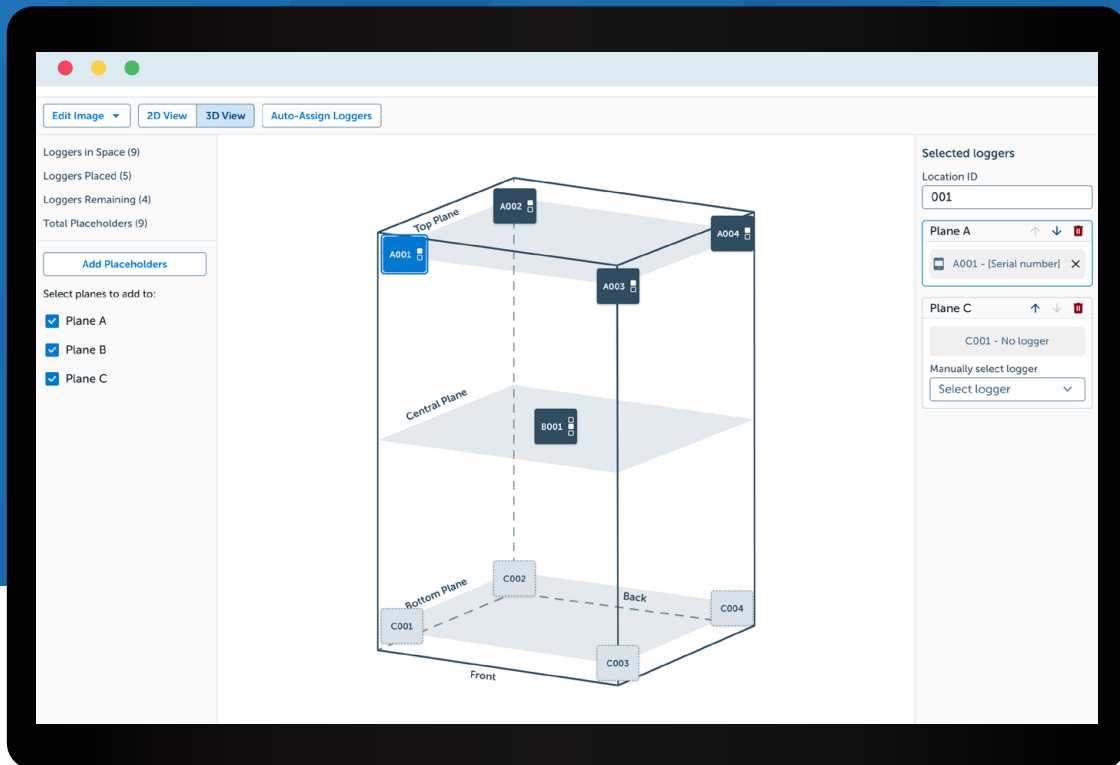 Edit Image
2D View
3D View
Auto-Assign Loggers
Loggers in Space (9)
Loggers Placed (5)
Loggers Remaining (4)
Total Placeholders (9)
Add Placeholders
Select planes to add to:
Plane A
Plane B
Plane C
Top Plane
A002
A004
A001
A003
Central Plane
B001
Bottom Plane
C002
Back
C001
C004
C003
Front
Selected loggers
Location ID
001
Plane A
A001 - [Serial number]
Plane C
C001 - No logger
Manually select logger
Select logger